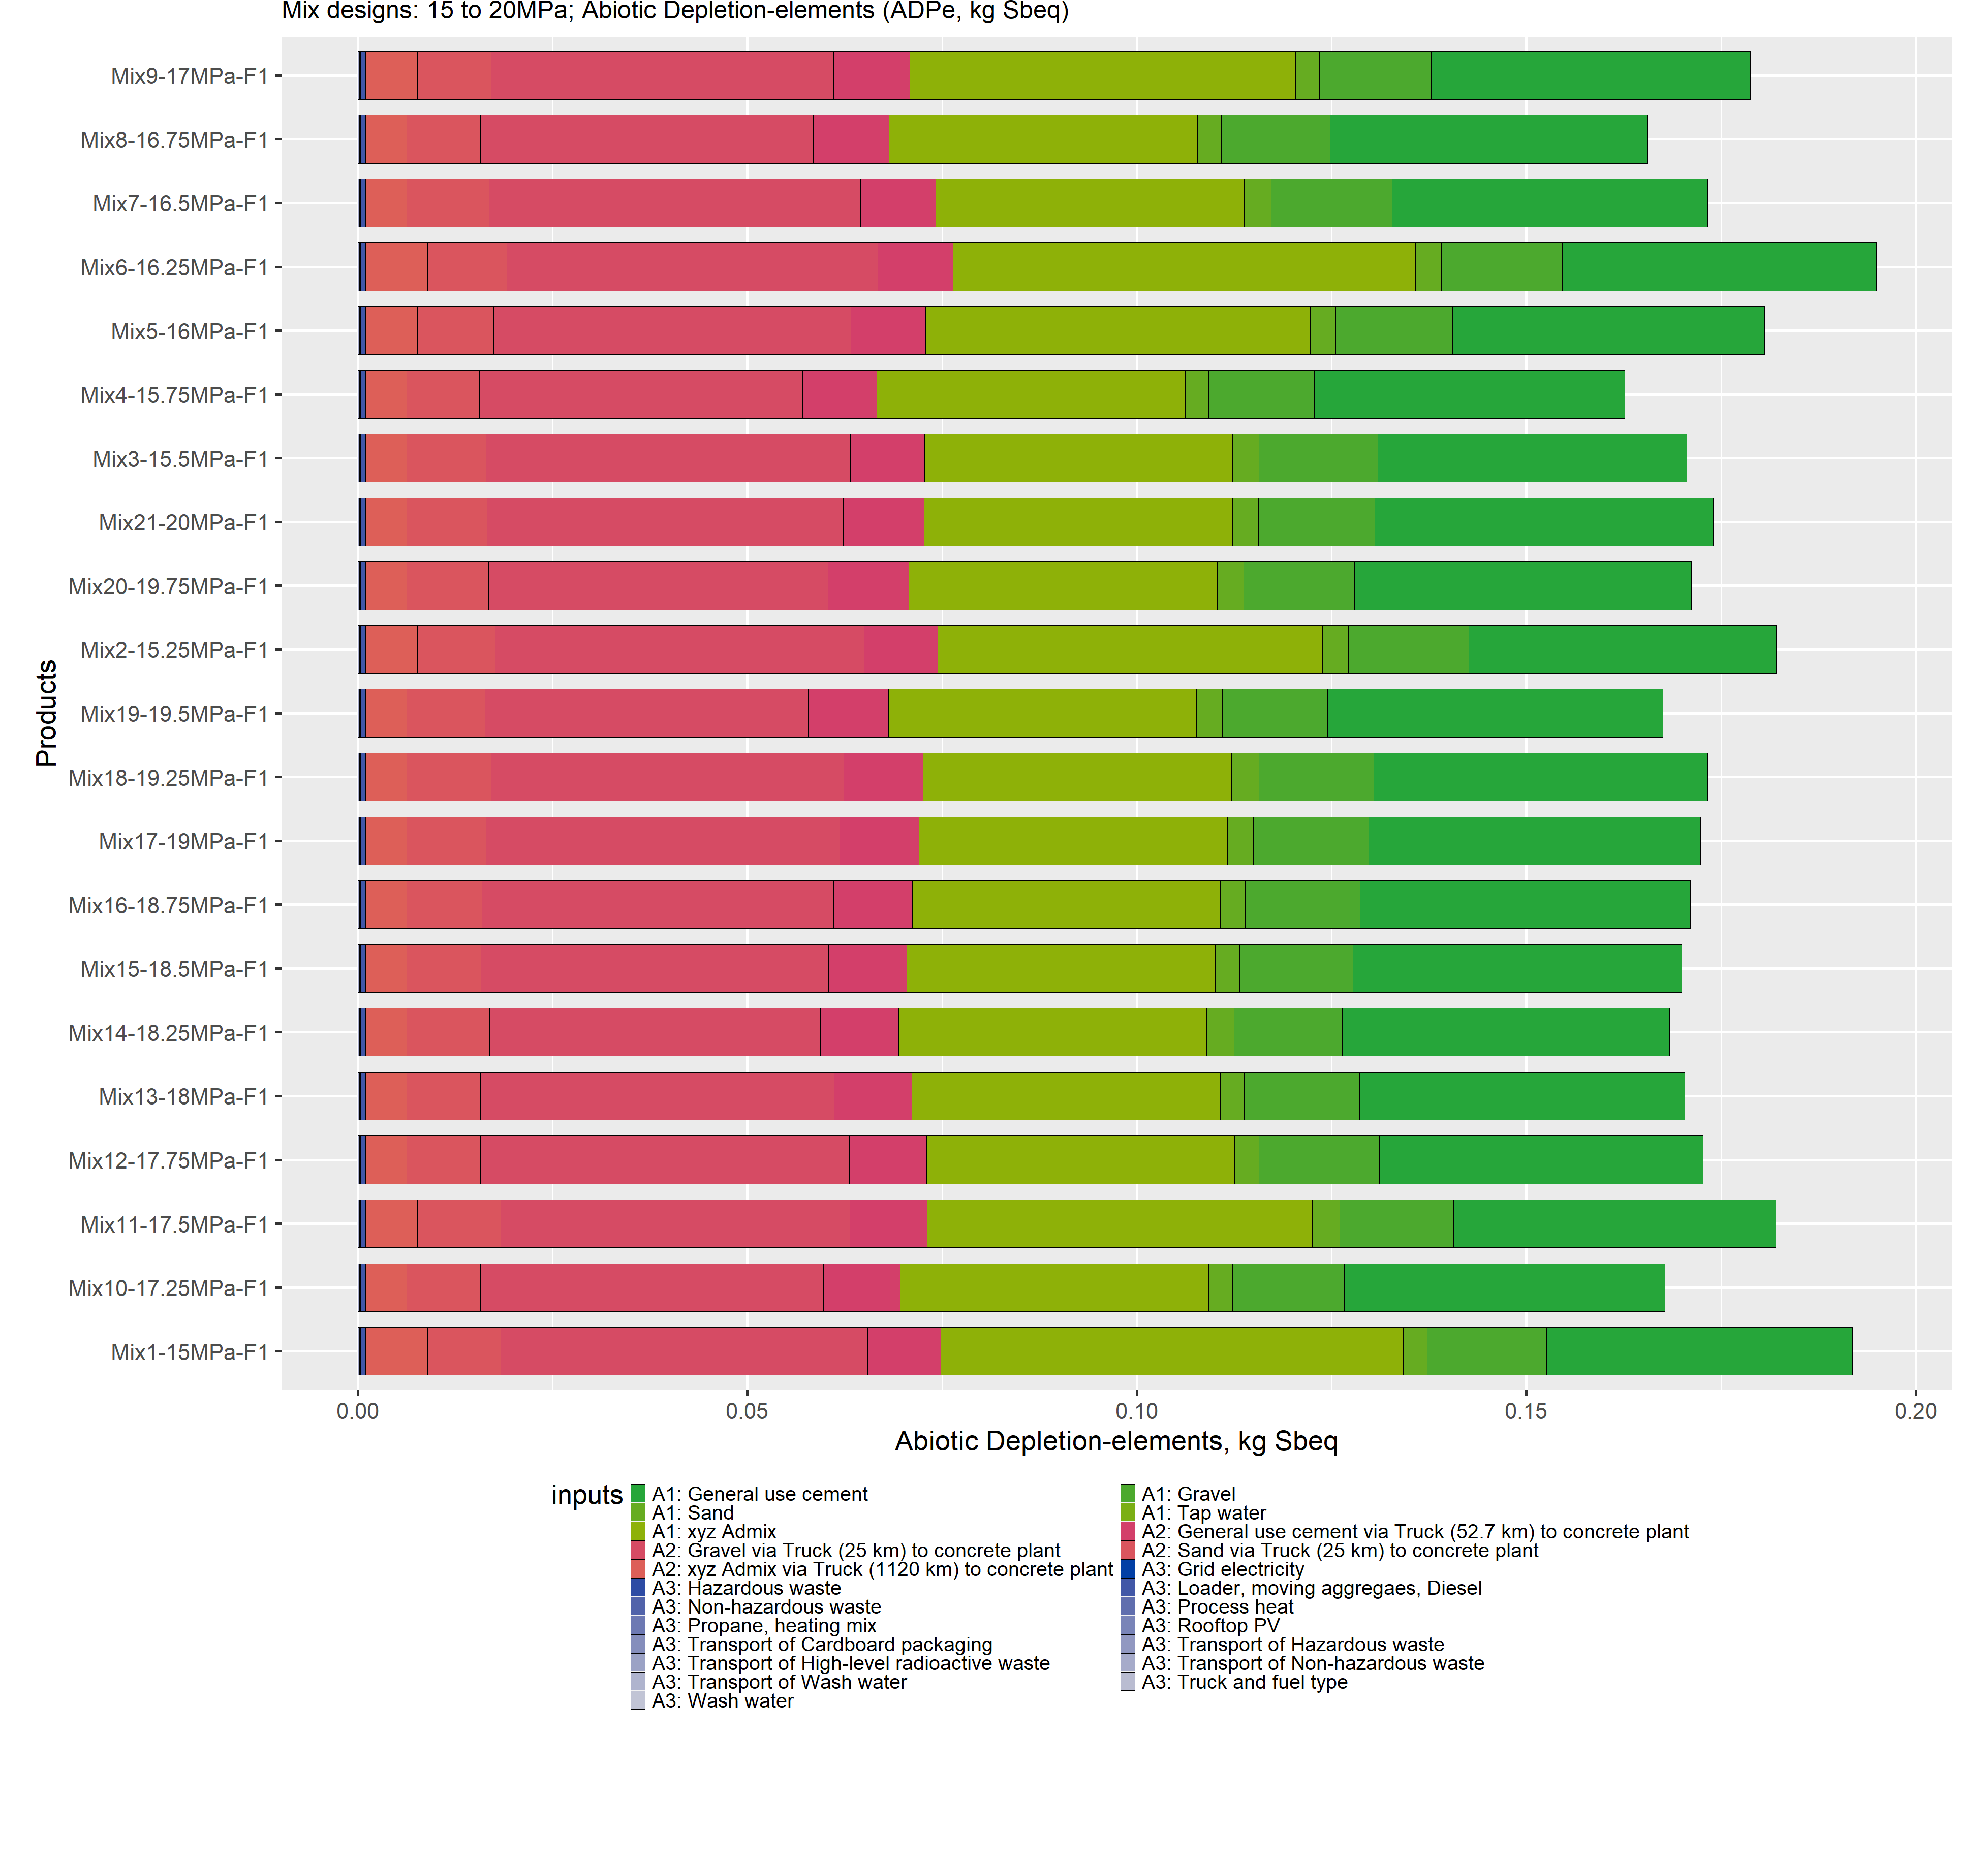 Mix designs: 15 to 20MPa; Abiotic Depletion-elements (ADPe, kg Sbeq)
Mix9-17MPa-F1
Mix8-16.75MPa-F1
Mix7-16.5MPa-F1
Mix6-16.25MPa-F1
Mix5-16MPa-F1
Mix4-15.75MPa-F1
Mix3-15.5MPa-F1
Mix21-20MPa-F1
Mix20-19.75MPa-F1
Mix2-15.25MPa-F1
Mix19-19.5MPa-F1
Mix18-19.25MPa-F1
Mix17-19MPa-F1
Mix16-18.75MPa-F1
Mix15-18.5MPa-F1
Mix14-18.25MPa-F1
Mix13-18MPa-F1
Mix12-17.75MPa-F1
Mix11-17.5MPa-F1
Mix10-17.25MPa-F1
Mix1-15MPa-F1
Products
0.00 0.05 0.10 0.15 0.20
Abiotic Depletion-elements, kg Sbeq
inputs
A1: General use cement A1: Gravel
A1: Sand A1: Tap water
A1: xyz Admix A2: General use cement via Truck (52.7 km) to concrete plant
A2: Gravel via Truck (25 km) to concrete plant A2: Sand via Truck (25 km) to concrete plant
A2: xyz Admix via Truck (1120 km) to concrete plant A3: Grid electricity
A3: Hazardous waste A3: Loader, moving aggregaes, Diesel
A3: Non-hazardous waste A3: Process heat
A3: Propane, heating mix A3: Rooftop PV
A3: Transport of Cardboard packaging A3: Transport of Hazardous waste
A3: Transport of High-level radioactive waste A3: Transport of Non-hazardous waste
A3: Transport of Wash water A3: Truck and fuel type
A3: Wash water